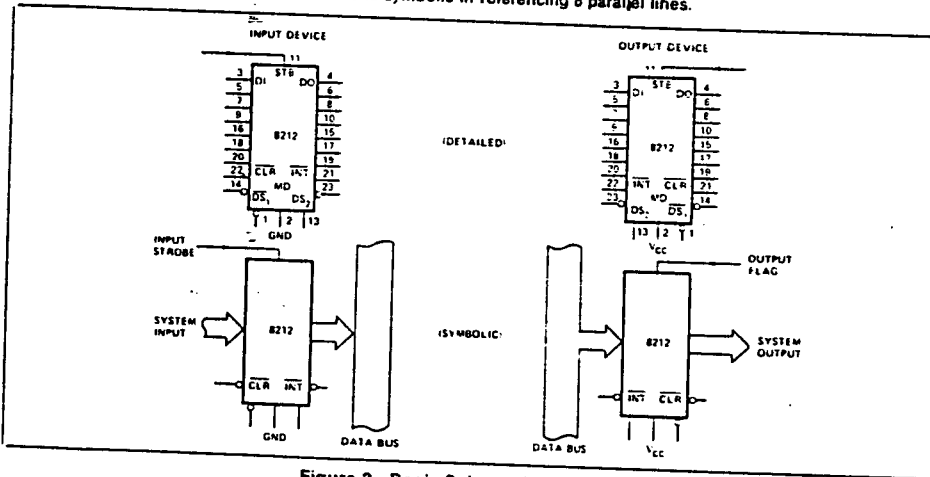 in referencing 8 parallel lines.
INPUT DEVICE
OUTPUT DEVICE
11
STB
3 DI DO 4
5 6
7 8
9 10
16 8212 15
18 17
20 19
22 CLR INT 21
14 MD 23
DS1 DS2
1 2 13
GND
(DETAILED)
11
STB
3 DI DO 4
5 6
7 8
9 10
16 8212 15
18 17
20 19
22 INT CLR 21
23 MD 14
DS2 DS1
13 2 1
VCC
INPUT
STROBE
SYSTEM
INPUT
8212
CLR INT
GND
DATA BUS
(SYMBOLIC)
DATA BUS
OUTPUT
FLAG
8212
SYSTEM
OUTPUT
INT CLR
VCC